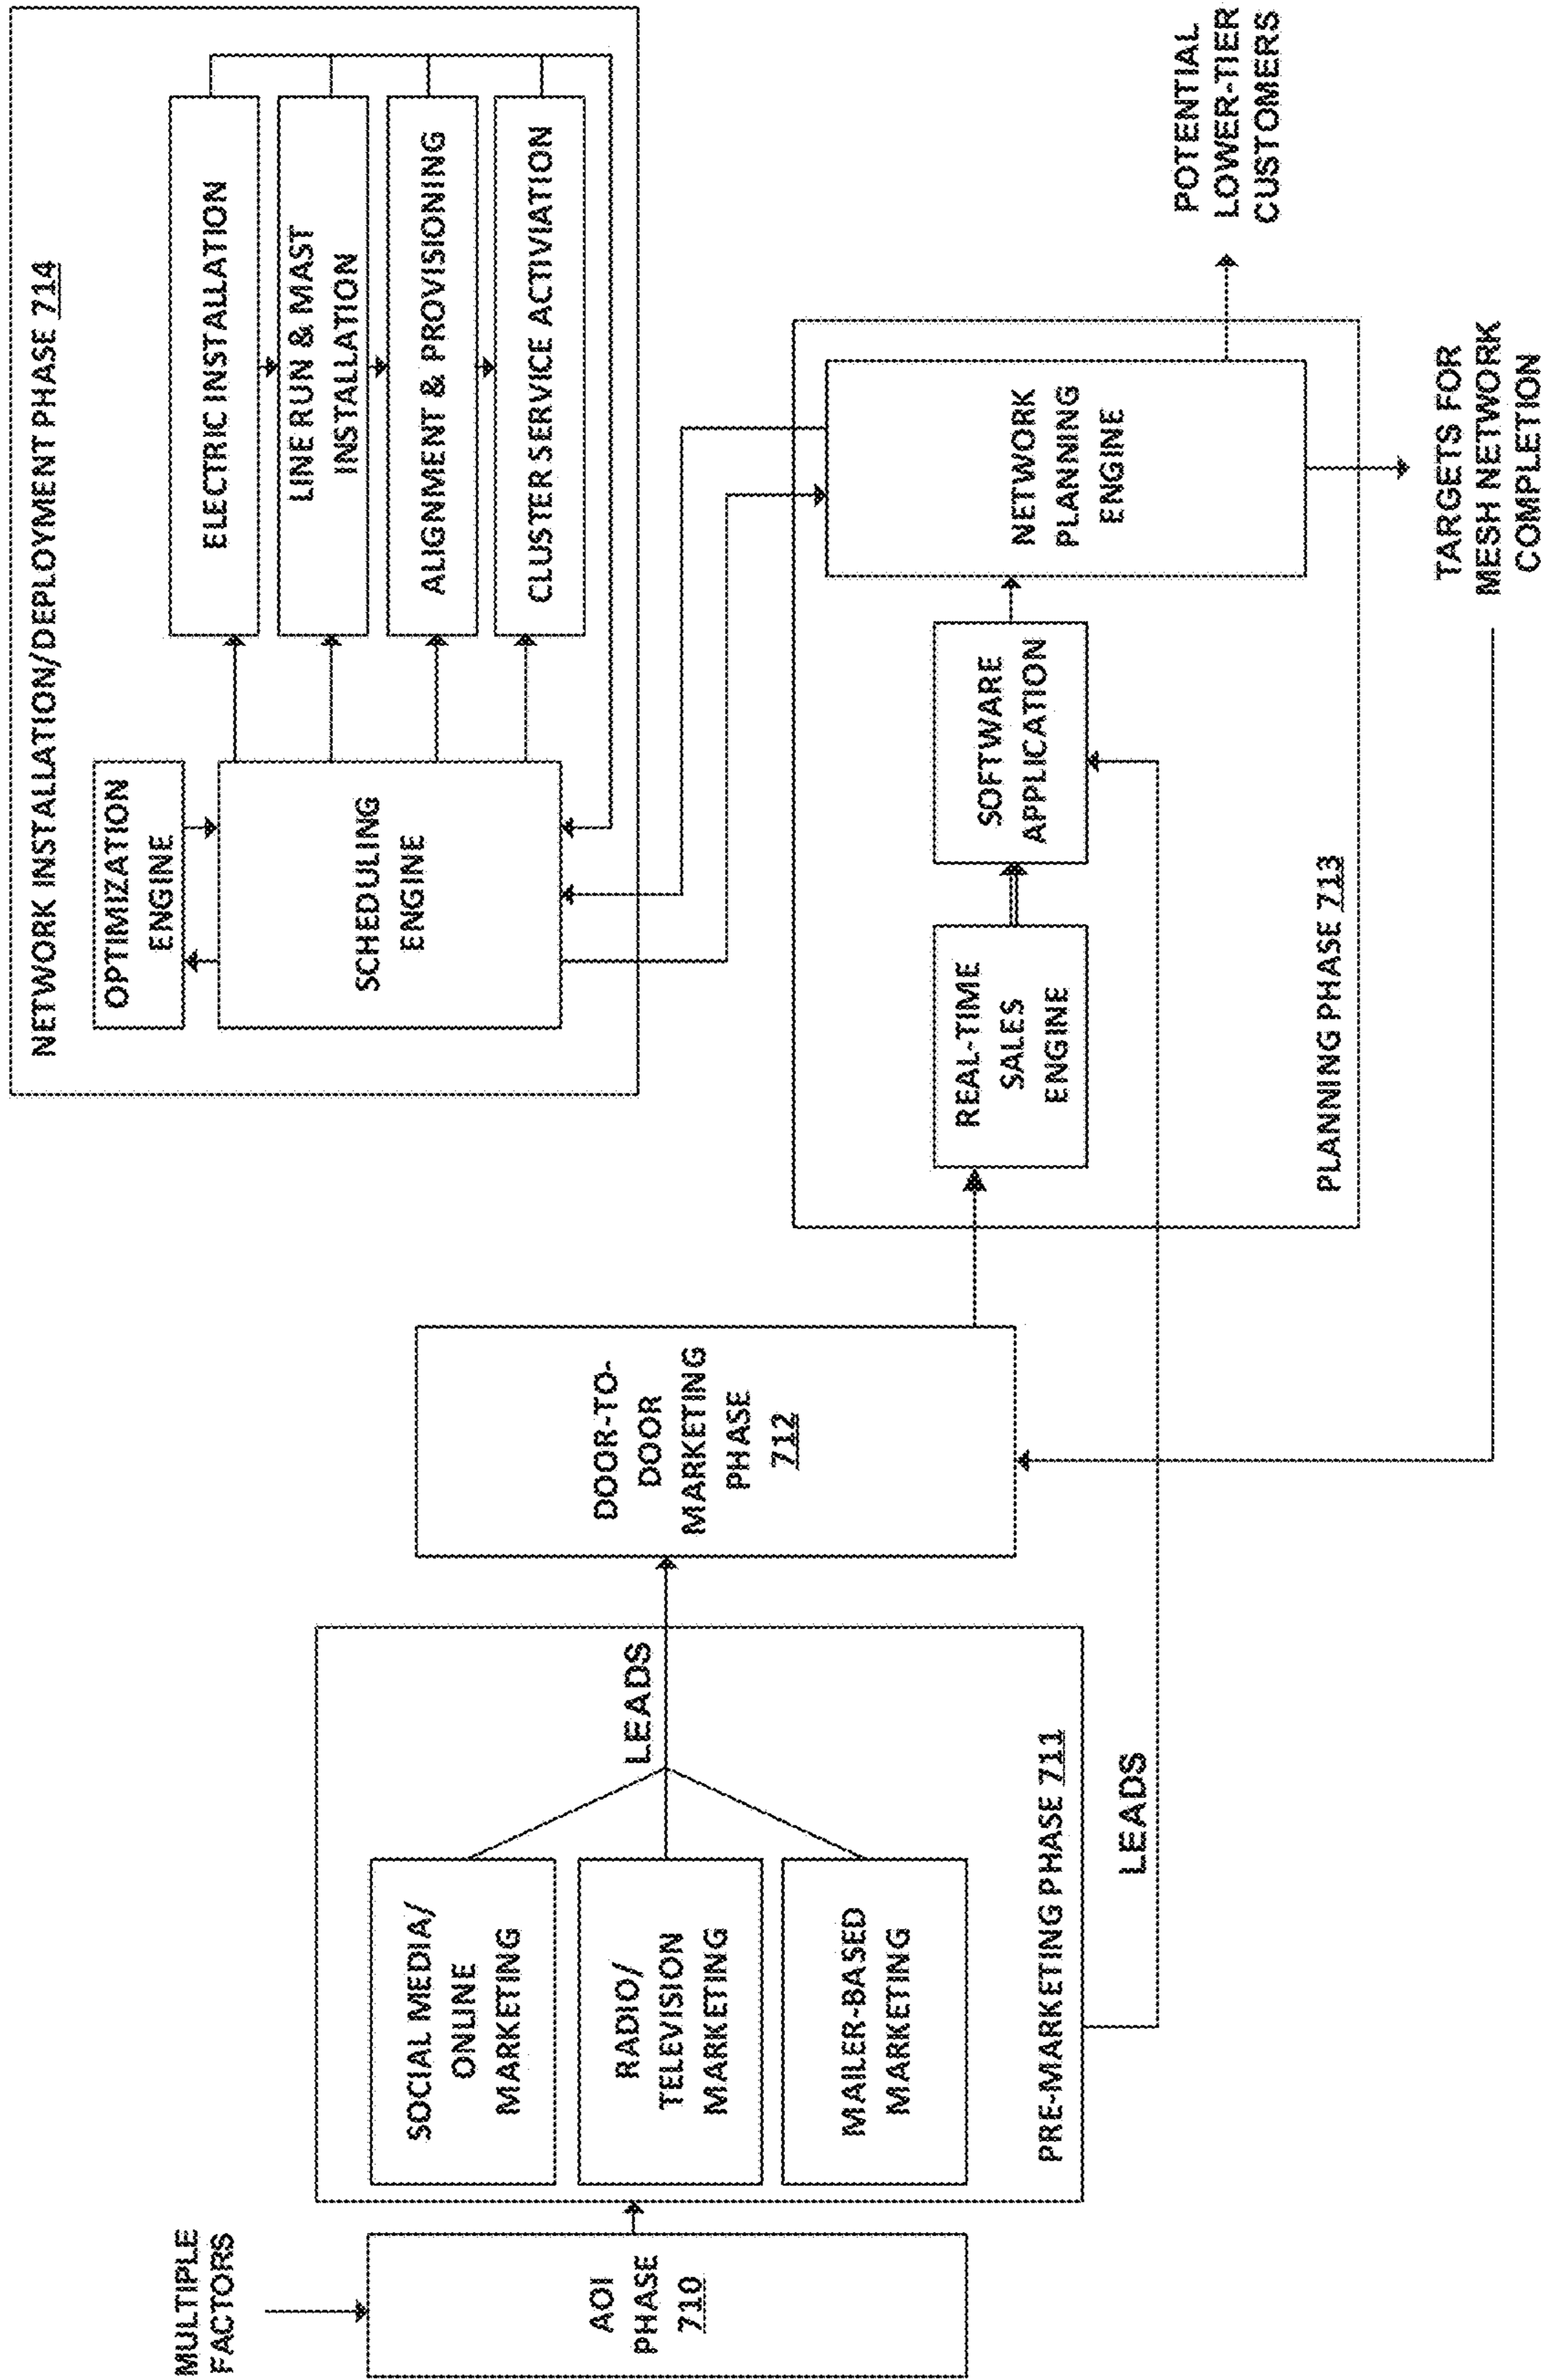 MULTIPLE
FACTORS
AOI
PHASE
710
SOCIAL MEDIA/
ONLINE
MARKETING
RADIO/
TELEVISION
MARKETING
MAILER-BASED
MARKETING
PRE-MARKETING PHASE 711
LEADS
LEADS
DOOR-TO-
DOOR
MARKETING
PHASE
712
REAL-TIME
SALES
ENGINE
SOFTWARE
APPLICATION
NETWORK
PLANNING
ENGINE
PLANNING PHASE 713
NETWORK INSTALLATION/DEPLOYMENT PHASE 714
OPTIMIZATION
ENGINE
SCHEDULING
ENGINE
ELECTRIC INSTALLATION
LINE RUN & MAST
INSTALLATION
ALIGNMENT & PROVISIONING
CLUSTER SERVICE ACTIVIATION
POTENTIAL
LOWER-TIER
CUSTOMERS
TARGETS FOR
MESH NETWORK
COMPLETION